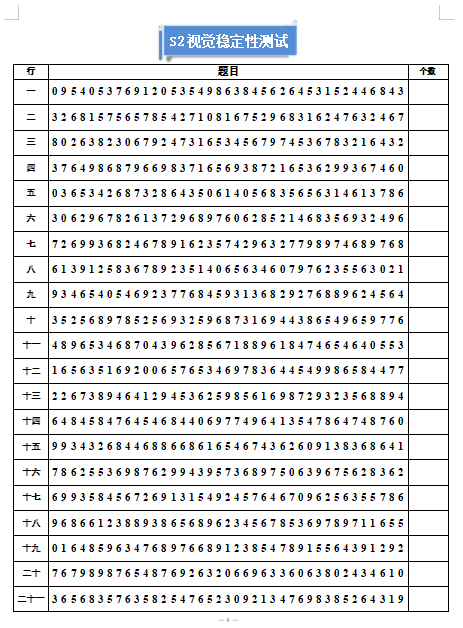 S2视觉稳定性测试
行 题目 个数
一 0 9 5 4 0 5 3 7 6 9 1 2 0 5 3 5 4 9 8 6 3 8 4 5 6 2 6 4 5 3 1 5 2 4 4 6 8 4 3
二 3 2 6 8 1 5 7 5 6 5 7 8 5 4 2 7 1 0 8 1 6 7 5 2 9 6 8 3 1 6 2 4 7 6 3 2 4 6 7
三 8 0 2 6 3 8 2 3 0 6 7 9 2 4 7 3 1 6 5 3 4 5 6 7 9 7 4 5 3 6 7 8 3 2 1 6 4 3 2
四 3 7 6 4 9 8 6 8 7 9 6 6 9 8 3 7 1 6 5 6 9 3 8 7 2 1 6 5 3 6 2 9 9 3 6 7 4 6 0
五 0 3 6 5 3 4 2 6 8 7 3 2 8 6 4 3 5 0 6 1 4 0 5 6 8 3 5 6 5 6 3 1 4 6 1 3 7 8 6
六 3 0 6 2 9 6 7 8 2 6 1 3 7 2 9 6 8 9 7 6 0 6 2 8 5 2 1 4 6 8 3 5 6 9 3 2 4 9 6
七 7 2 6 9 9 3 6 8 2 4 6 7 8 9 1 6 2 3 5 7 4 2 9 6 3 2 7 7 9 8 9 7 4 6 8 9 7 6 8
八 6 1 3 9 1 2 5 8 3 6 7 8 9 2 3 5 1 4 0 6 5 6 3 4 6 0 7 9 7 6 2 3 5 5 6 3 0 2 1
九 9 3 4 6 5 4 0 5 4 6 9 2 3 7 7 6 8 4 5 9 3 1 3 6 8 2 9 2 7 6 8 8 9 6 2 4 5 6 4
十 3 5 2 5 6 8 9 7 8 5 2 5 6 9 3 2 5 9 6 8 7 3 1 6 9 4 4 3 8 6 5 4 9 6 5 9 7 7 6
十一 4 8 9 6 5 3 4 6 8 7 0 4 3 9 6 2 8 5 6 7 1 8 8 9 6 1 8 4 7 4 6 5 4 6 4 0 5 5 3
十二 1 6 5 6 3 5 1 6 9 2 0 0 6 5 7 6 5 3 4 6 9 7 8 3 6 4 4 5 4 9 9 8 6 5 8 4 4 7 7
十三 2 2 6 7 3 8 9 4 6 4 1 2 9 4 5 3 6 2 5 9 8 5 6 1 6 9 8 7 2 9 3 2 3 5 6 8 8 9 4
十四 6 4 8 4 5 8 4 7 6 4 5 4 6 8 4 4 0 6 9 7 7 4 9 6 4 1 3 5 4 7 8 6 4 7 4 8 7 6 0
十五 9 9 3 4 3 2 6 8 4 4 6 8 8 6 6 8 6 1 6 5 4 6 7 4 3 6 2 6 0 9 1 3 8 3 6 8 6 4 1
十六 7 8 6 2 5 5 3 6 9 8 7 6 2 9 9 4 3 9 5 7 3 6 8 9 7 5 0 6 3 9 6 7 5 6 2 8 3 6 2
十七 6 9 9 3 5 8 4 5 6 7 2 6 9 1 3 1 5 4 9 2 4 5 7 6 4 6 7 0 9 6 2 5 6 3 5 5 7 8 6
十八 9 6 8 6 6 1 2 3 8 8 9 3 8 6 5 6 8 9 6 2 3 4 5 6 7 8 5 3 6 9 7 8 9 7 1 1 6 5 5
十九 0 1 6 4 8 5 9 6 3 4 7 6 8 9 7 6 6 8 9 1 2 3 8 5 4 7 8 9 1 5 5 6 4 3 9 1 2 9 2
二十 7 6 7 9 8 9 8 7 6 5 4 8 7 6 9 2 6 3 2 0 6 6 9 6 3 3 6 0 6 3 8 0 2 4 3 4 6 1 0
二十一 3 6 5 6 8 3 5 7 6 3 5 8 2 5 4 7 6 5 2 3 0 9 2 1 3 4 7 6 9 8 3 8 5 2 6 4 3 1 9
– 4 –